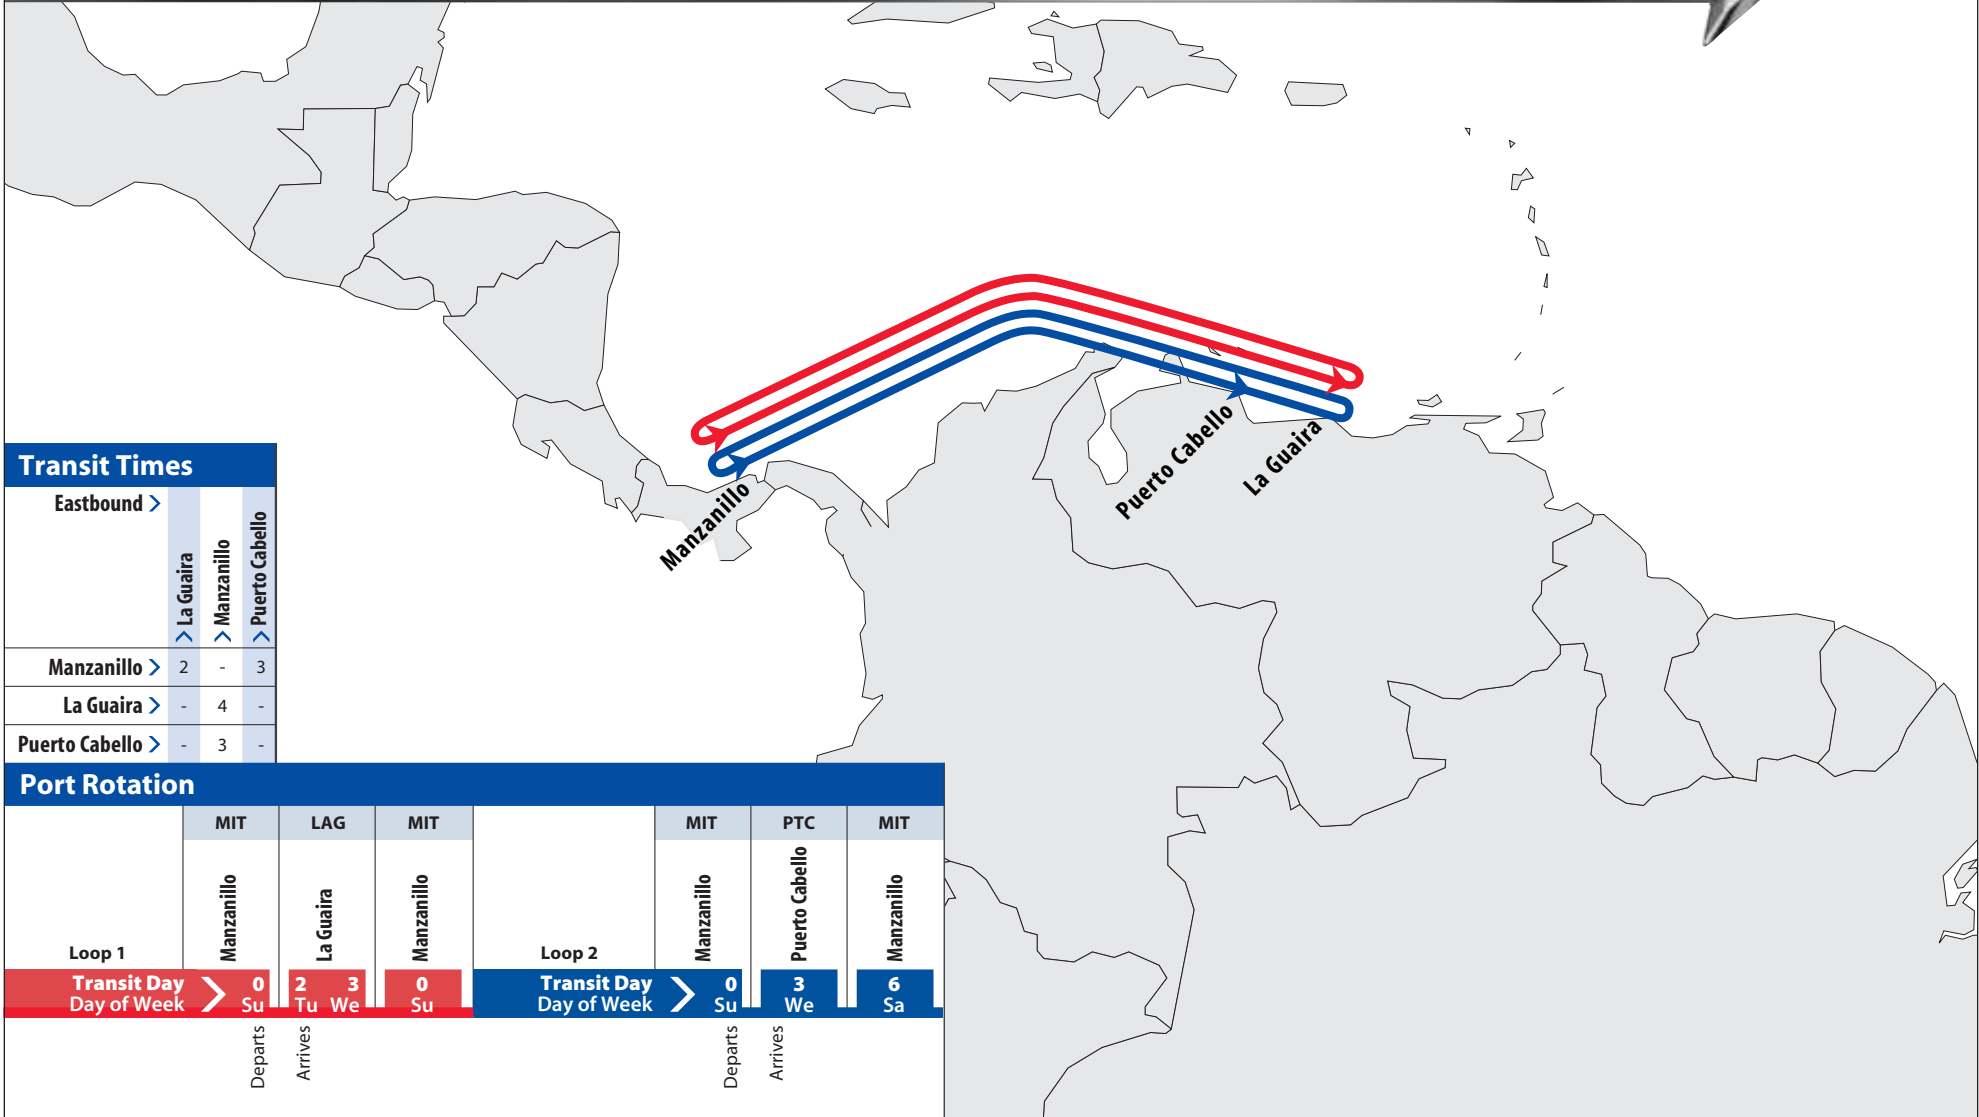 Manzanillo
Puerto Cabello
La Guaira
Transit Times
Eastbound
La Guaira
Manzanillo
Puerto Cabello
Manzanillo 2 - 3
La Guaira - 4 -
Puerto Cabello - 3 -
Port Rotation
MIT LAG MIT MIT PTC MIT
Loop 1 Manzanillo La Guaira Manzanillo Loop 2 Manzanillo Puerto Cabello Manzanillo
Transit Day 0 2 3 0 Transit Day 0 3 6
Day of Week Su Tu We Su Day of Week Su We Sa
Departs Arrives Departs Arrives